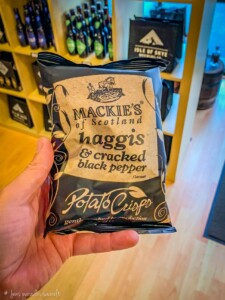 ISLE OF SKYE
MACKIE'S
of Scotland
haggis
& cracked
black pepper
Potato Crisps